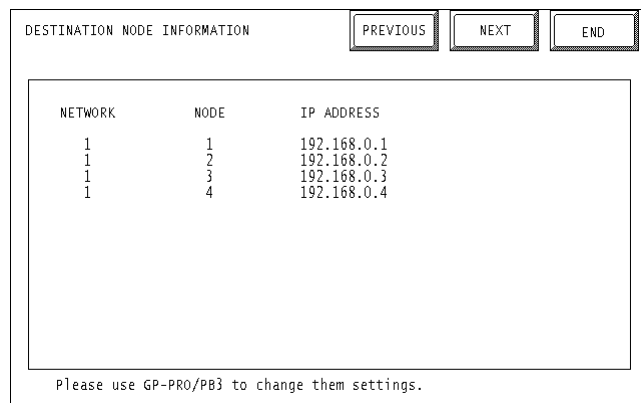 DESTINATION NODE INFORMATION PREVIOUS NEXT END
NETWORK NODE IP ADDRESS
1 1 192.168.0.1
1 2 192.168.0.2
1 3 192.168.0.3
1 4 192.168.0.4
Please use GP-PRO/PB3 to change them settings.